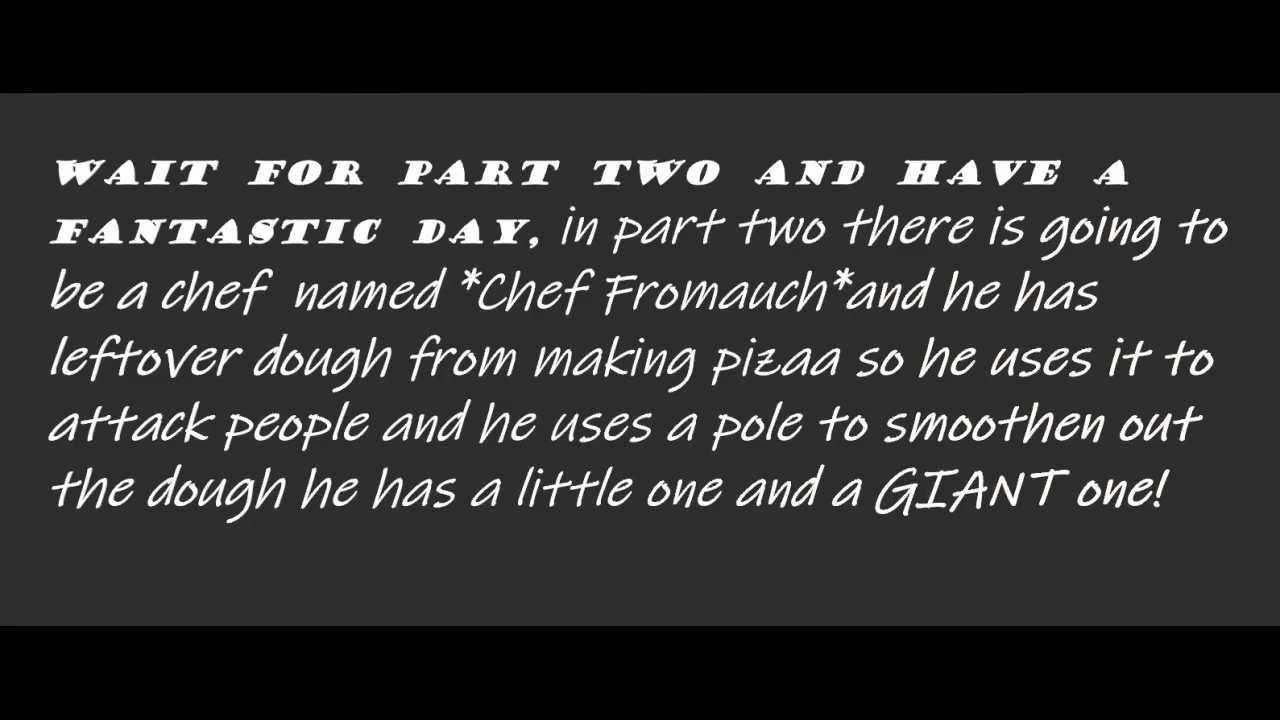 WAIT FOR PART TWO AND HAVE A
FANTASTIC DAY, in part two there is going to
be a chef named *Chef Fromauch*and he has
leftover dough from making pizaa so he uses it to
attack people and he uses a pole to smoothen out
the dough he has a little one and a GIANT one!